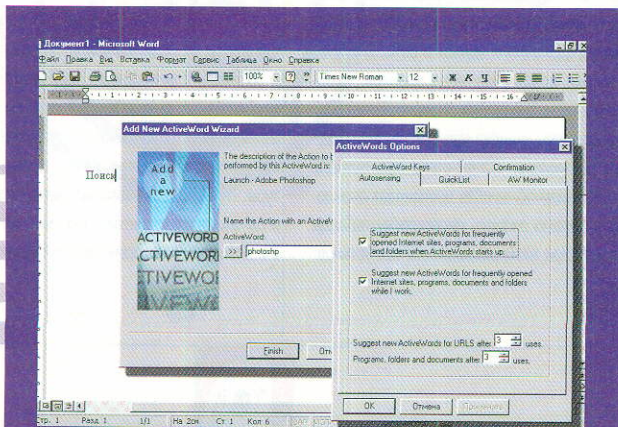 Документ1 - Microsoft Word
Файл Правка Вид Вставка Формат Сервис Таблица Окно Справка
100% Times New Roman 12 Ж К Ч
Поиск
Add New ActiveWord Wizard
Add
a
new
ACTIVEWORD
ACTIVEWOR
TIVEWO
The description of the Action to b
performed by this ActiveWord is:
Launch - Adobe Photoshop
Name the Action with an ActiveW
ActiveWord:
>> photoshp
Finish От
ActiveWords Options
ActiveWord Keys Confirmation
Autosensing QuickList AW Monitor
Suggest new ActiveWords for frequently
opened Internet sites, programs, documents
and folders when ActiveWords starts up.
Suggest new ActiveWords for frequently opened
Internet sites, programs, documents and folders
while I work.
Suggest new ActiveWords for URLS after 3 uses.
Programs, folders and documents after 3 uses.
OK Отмена Применить
Стр. 1 Разд 1 1/1 На 2см Ст 1 Кол 6